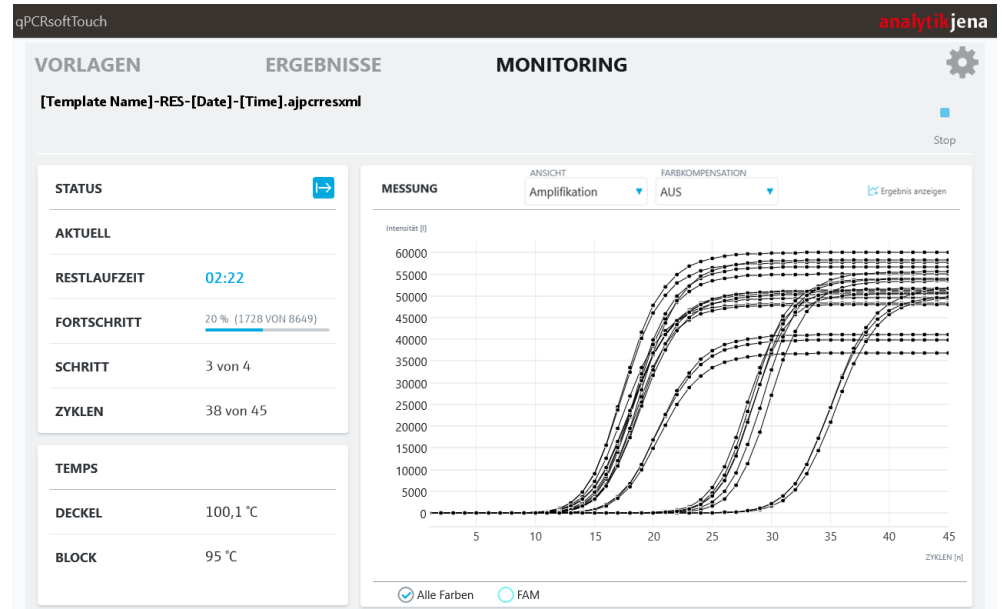 qPCRsoftTouch
analytikjena
VORLAGEN ERGEBNISSE MONITORING
[Template Name]-RES-[Date]-[Time].ajpcrresxml
Stop
STATUS
AKTUELL
RESTLAUFZEIT 02:22
FORTSCHRITT 20 % (1728 VON 8649)
SCHRITT 3 von 4
ZYKLEN 38 von 45
TEMPS
DECKEL 100,1 °C
BLOCK 95 °C
MESSUNG
ANSICHT
Amplifikation
FARBKOMPENSATION
AUS
Ergebnis anzeigen
Intensität [I]
60000
55000
50000
45000
40000
35000
30000
25000
20000
15000
10000
5000
0
5 10 15 20 25 30 35 40 45
ZYKLEN [n]
Alle Farben FAM